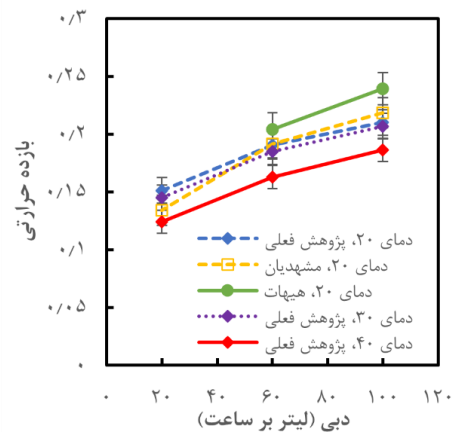 ۰/۳
۰/۲۵
۰/۲
۰/۱۵
۰/۱
۰/۰۵
۰
بازده حرارتی
دمای ۲۰، پژوهش فعلی
دمای ۲۰، مشهدیان
دمای ۲۰، هیهات
دمای ۳۰، پژوهش فعلی
دمای ۴۰، پژوهش فعلی
۰ ۲۰ ۴۰ ۶۰ ۸۰ ۱۰۰ ۱۲۰
دبی (لیتر بر ساعت)